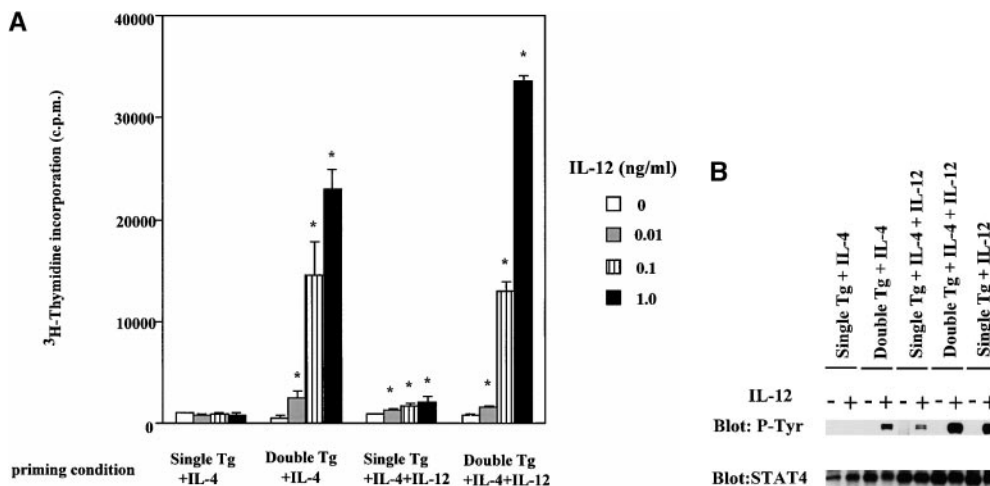 A
40000
30000
20000
10000
0
³H-Thymidine incorporation (c.p.m.)
* * * * * * * * *
IL-12 (ng/ml)
0
0.01
0.1
1.0
priming condition
Single Tg
+IL-4
Double Tg
+IL-4
Single Tg
+IL-4+IL-12
Double Tg
+IL-4+IL-12
B
Single Tg + IL-4
Double Tg + IL-4
Single Tg + IL-4 + IL-12
Double Tg + IL-4 + IL-12
Single Tg + IL-12
IL-12 - + - + - + - + - +
Blot: P-Tyr
Blot:STAT4